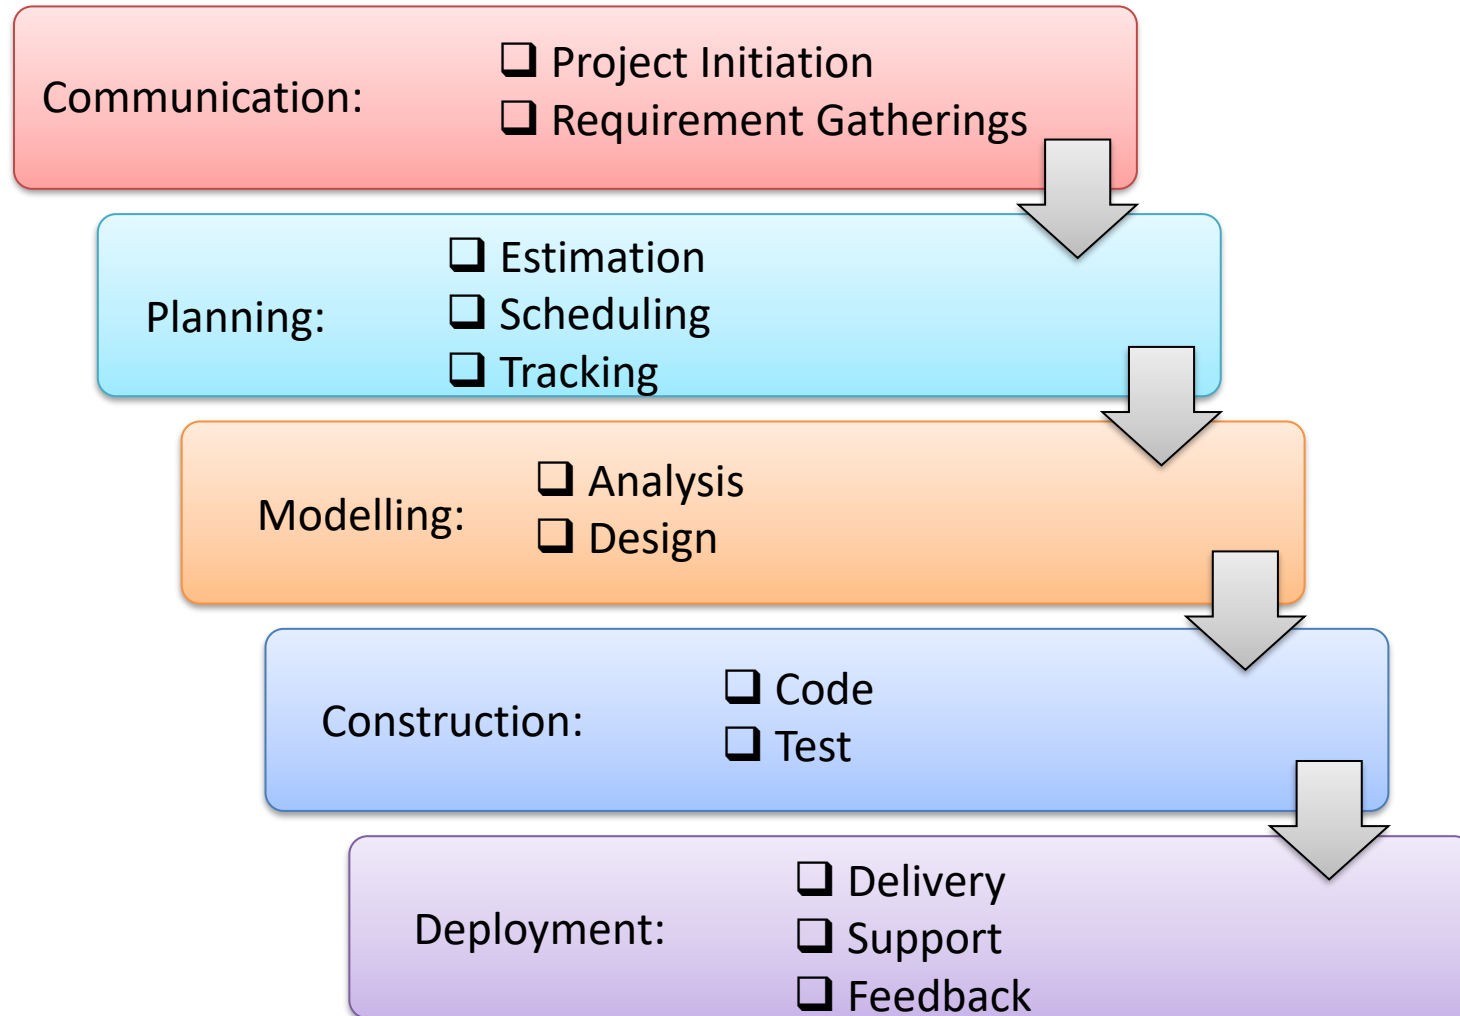 Communication:
❑ Project Initiation
❑ Requirement Gatherings
Planning:
❑ Estimation
❑ Scheduling
❑ Tracking
Modelling:
❑ Analysis
❑ Design
Construction:
❑ Code
❑ Test
Deployment:
❑ Delivery
❑ Support
❑ Feedback